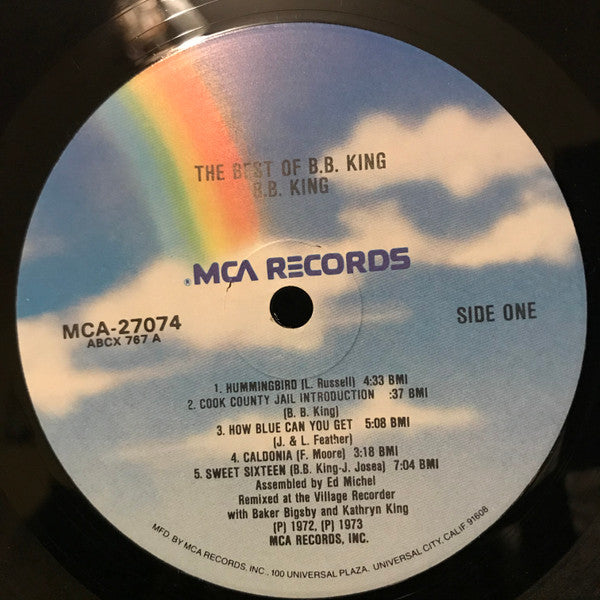 THE BEST OF B.B. KING
B.B. KING
® MCA RECORDS
MCA-27074
ABCX 767 A
SIDE ONE
1. HUMMINGBIRD (L. Russell) 4:33 BMI
2. COOK COUNTY JAIL INTRODUCTION :37 BMI
(B. B. King)
3. HOW BLUE CAN YOU GET 5:08 BMI
(J. & L. Feather)
4. CALDONIA (F. Moore) 3:18 BMI
5. SWEET SIXTEEN (B.B. King-J. Josea) 7:04 BMI
Assembled by Ed Michel
Remixed at the Village Recorder
with Baker Bigsby and Kathryn King
(P) 1972, (P) 1973
MCA RECORDS, INC.
MFD BY MCA RECORDS, INC., 100 UNIVERSAL PLAZA, UNIVERSAL CITY, CALIF 91608